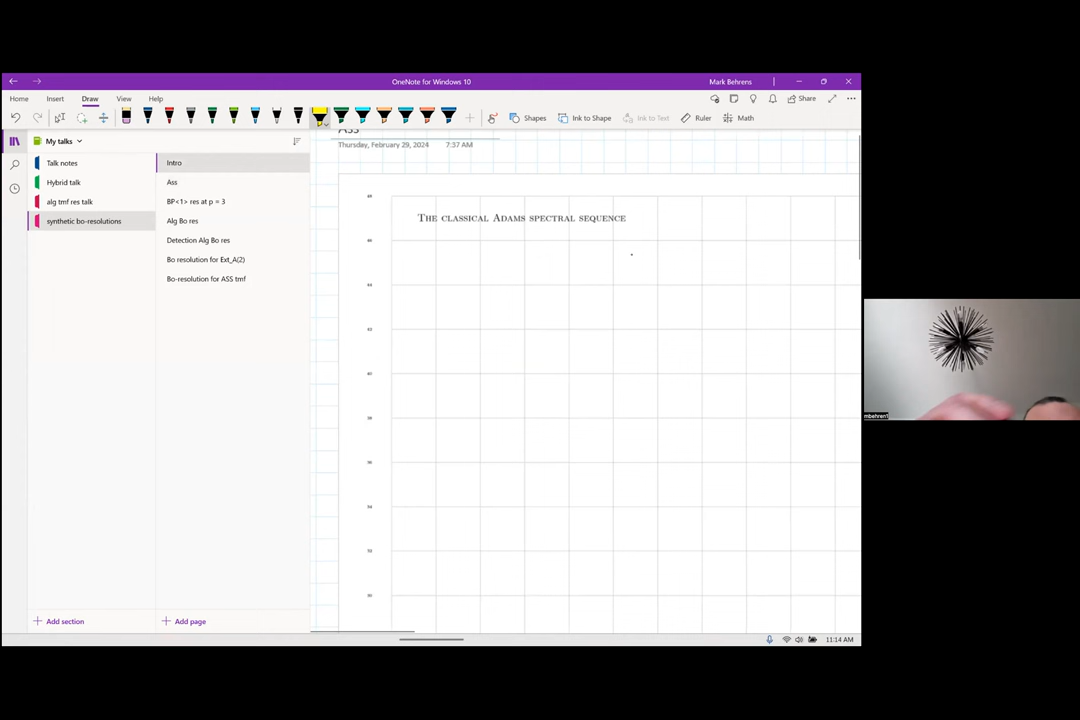 OneNote for Windows 10
Mark Behrens
Home Insert Draw View Help
Share
Shapes Ink to Shape Ink to Text Ruler Math
My talks
Talk notes
Hybrid talk
alg tmf res talk
synthetic bo-resolutions
Intro
Ass
BP<1> res at p = 3
Alg Bo res
Detection Alg Bo res
Bo resolution for Ext_A(2)
Bo-resolution for ASS tmf
Add section
Add page
Ass
Thursday, February 29, 2024 7:37 AM
The classical Adams spectral sequence
mbehren1
11:14 AM